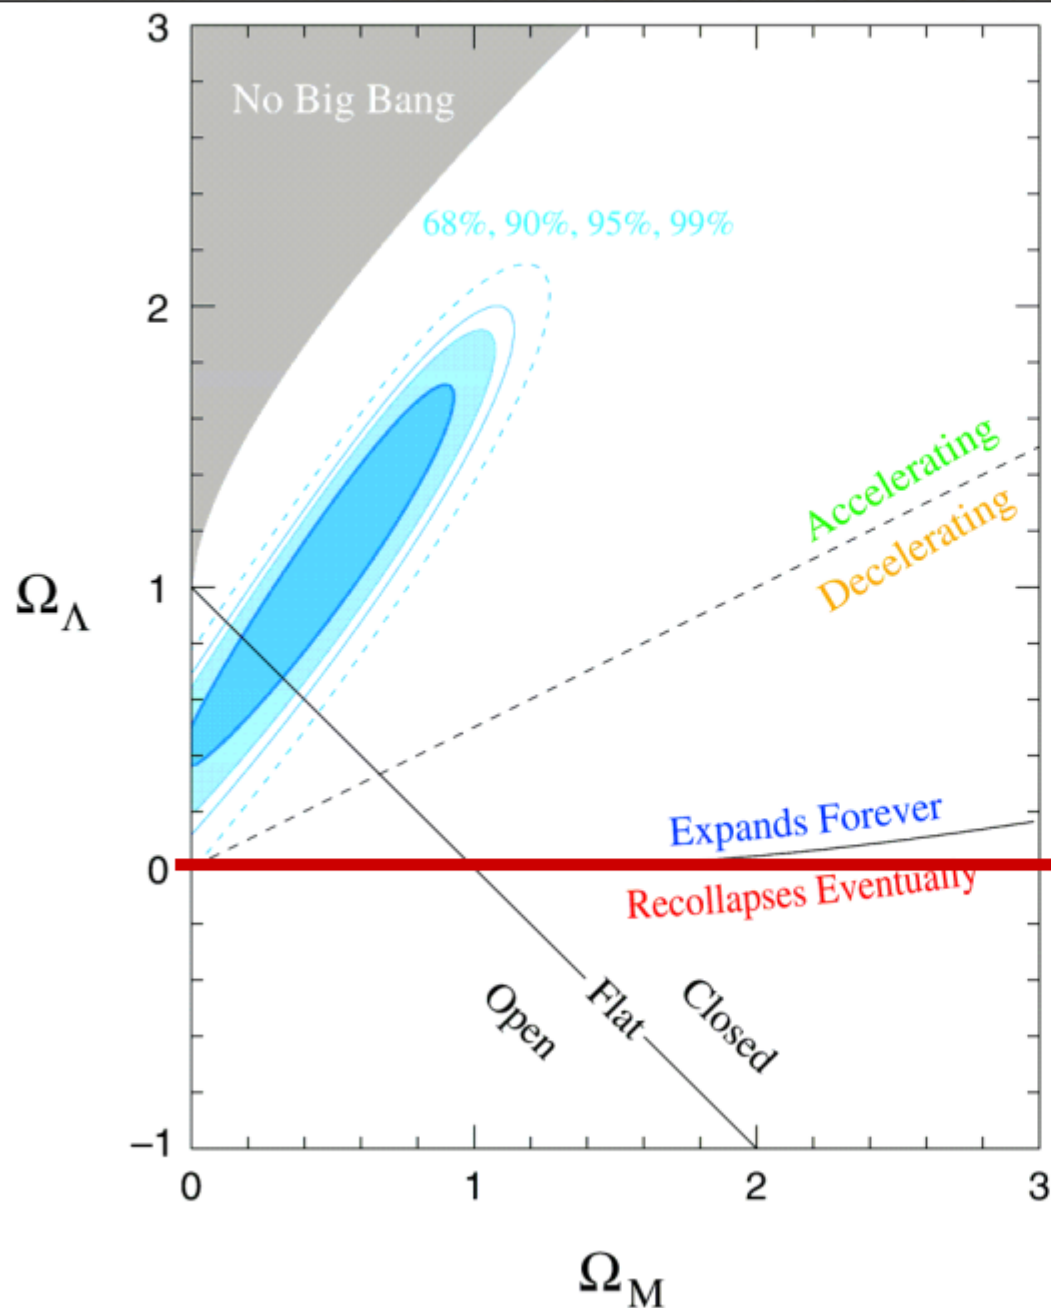 3
No Big Bang
68%, 90%, 95%, 99%
2
Accelerating
Decelerating
1
Ω_Λ
Expands Forever
0
Recollapses Eventually
Open
Flat
Closed
−1
0
1
2
3
Ω_M